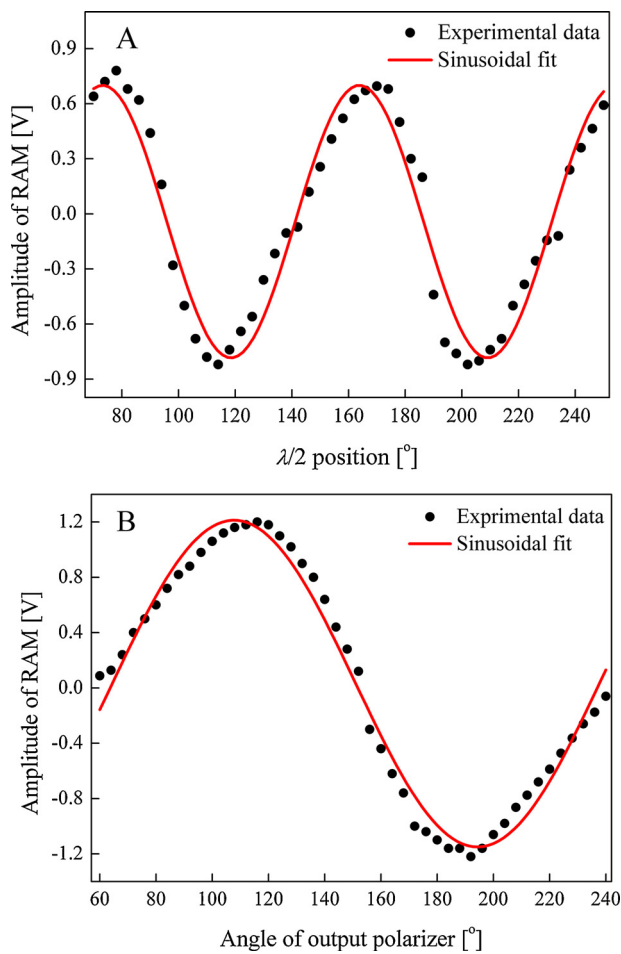 A
Experimental data
Sinusoidal fit
Amplitude of RAM [V]
0.9
0.6
0.3
0.0
-0.3
-0.6
-0.9
80 100 120 140 160 180 200 220 240
λ/2 position [°]
B
Exprimental data
Sinusoidal fit
Amplitude of RAM [V]
1.2
0.8
0.4
0.0
-0.4
-0.8
-1.2
60 80 100 120 140 160 180 200 220 240
Angle of output polarizer [°]